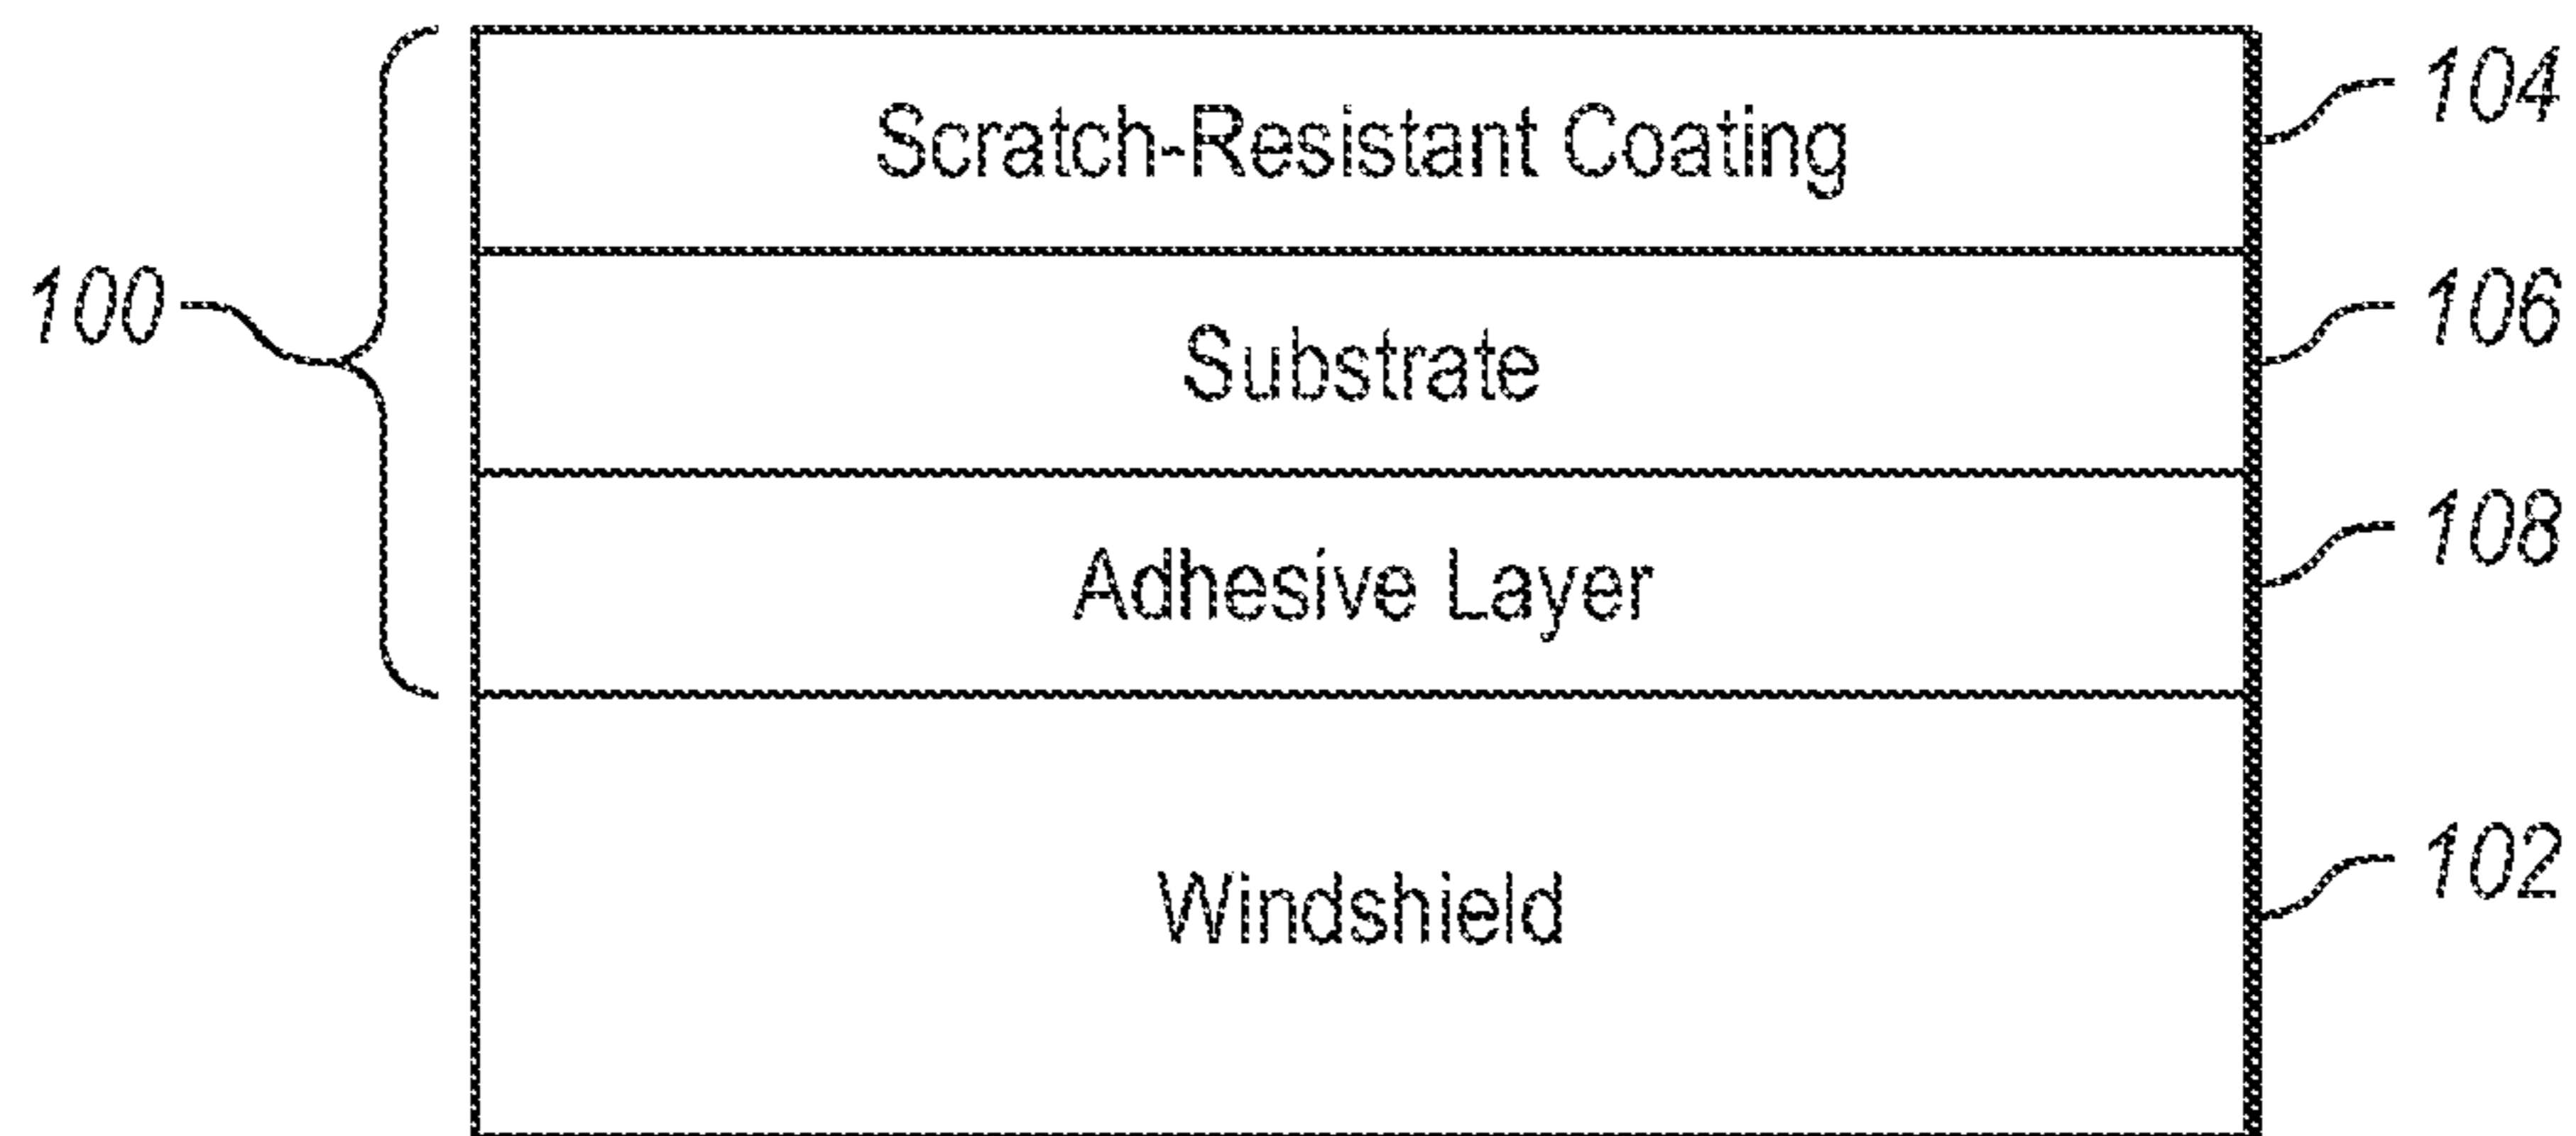 Scratch-Resistant Coating
104
100
Substrate
106
Adhesive Layer
108
Windshield
102